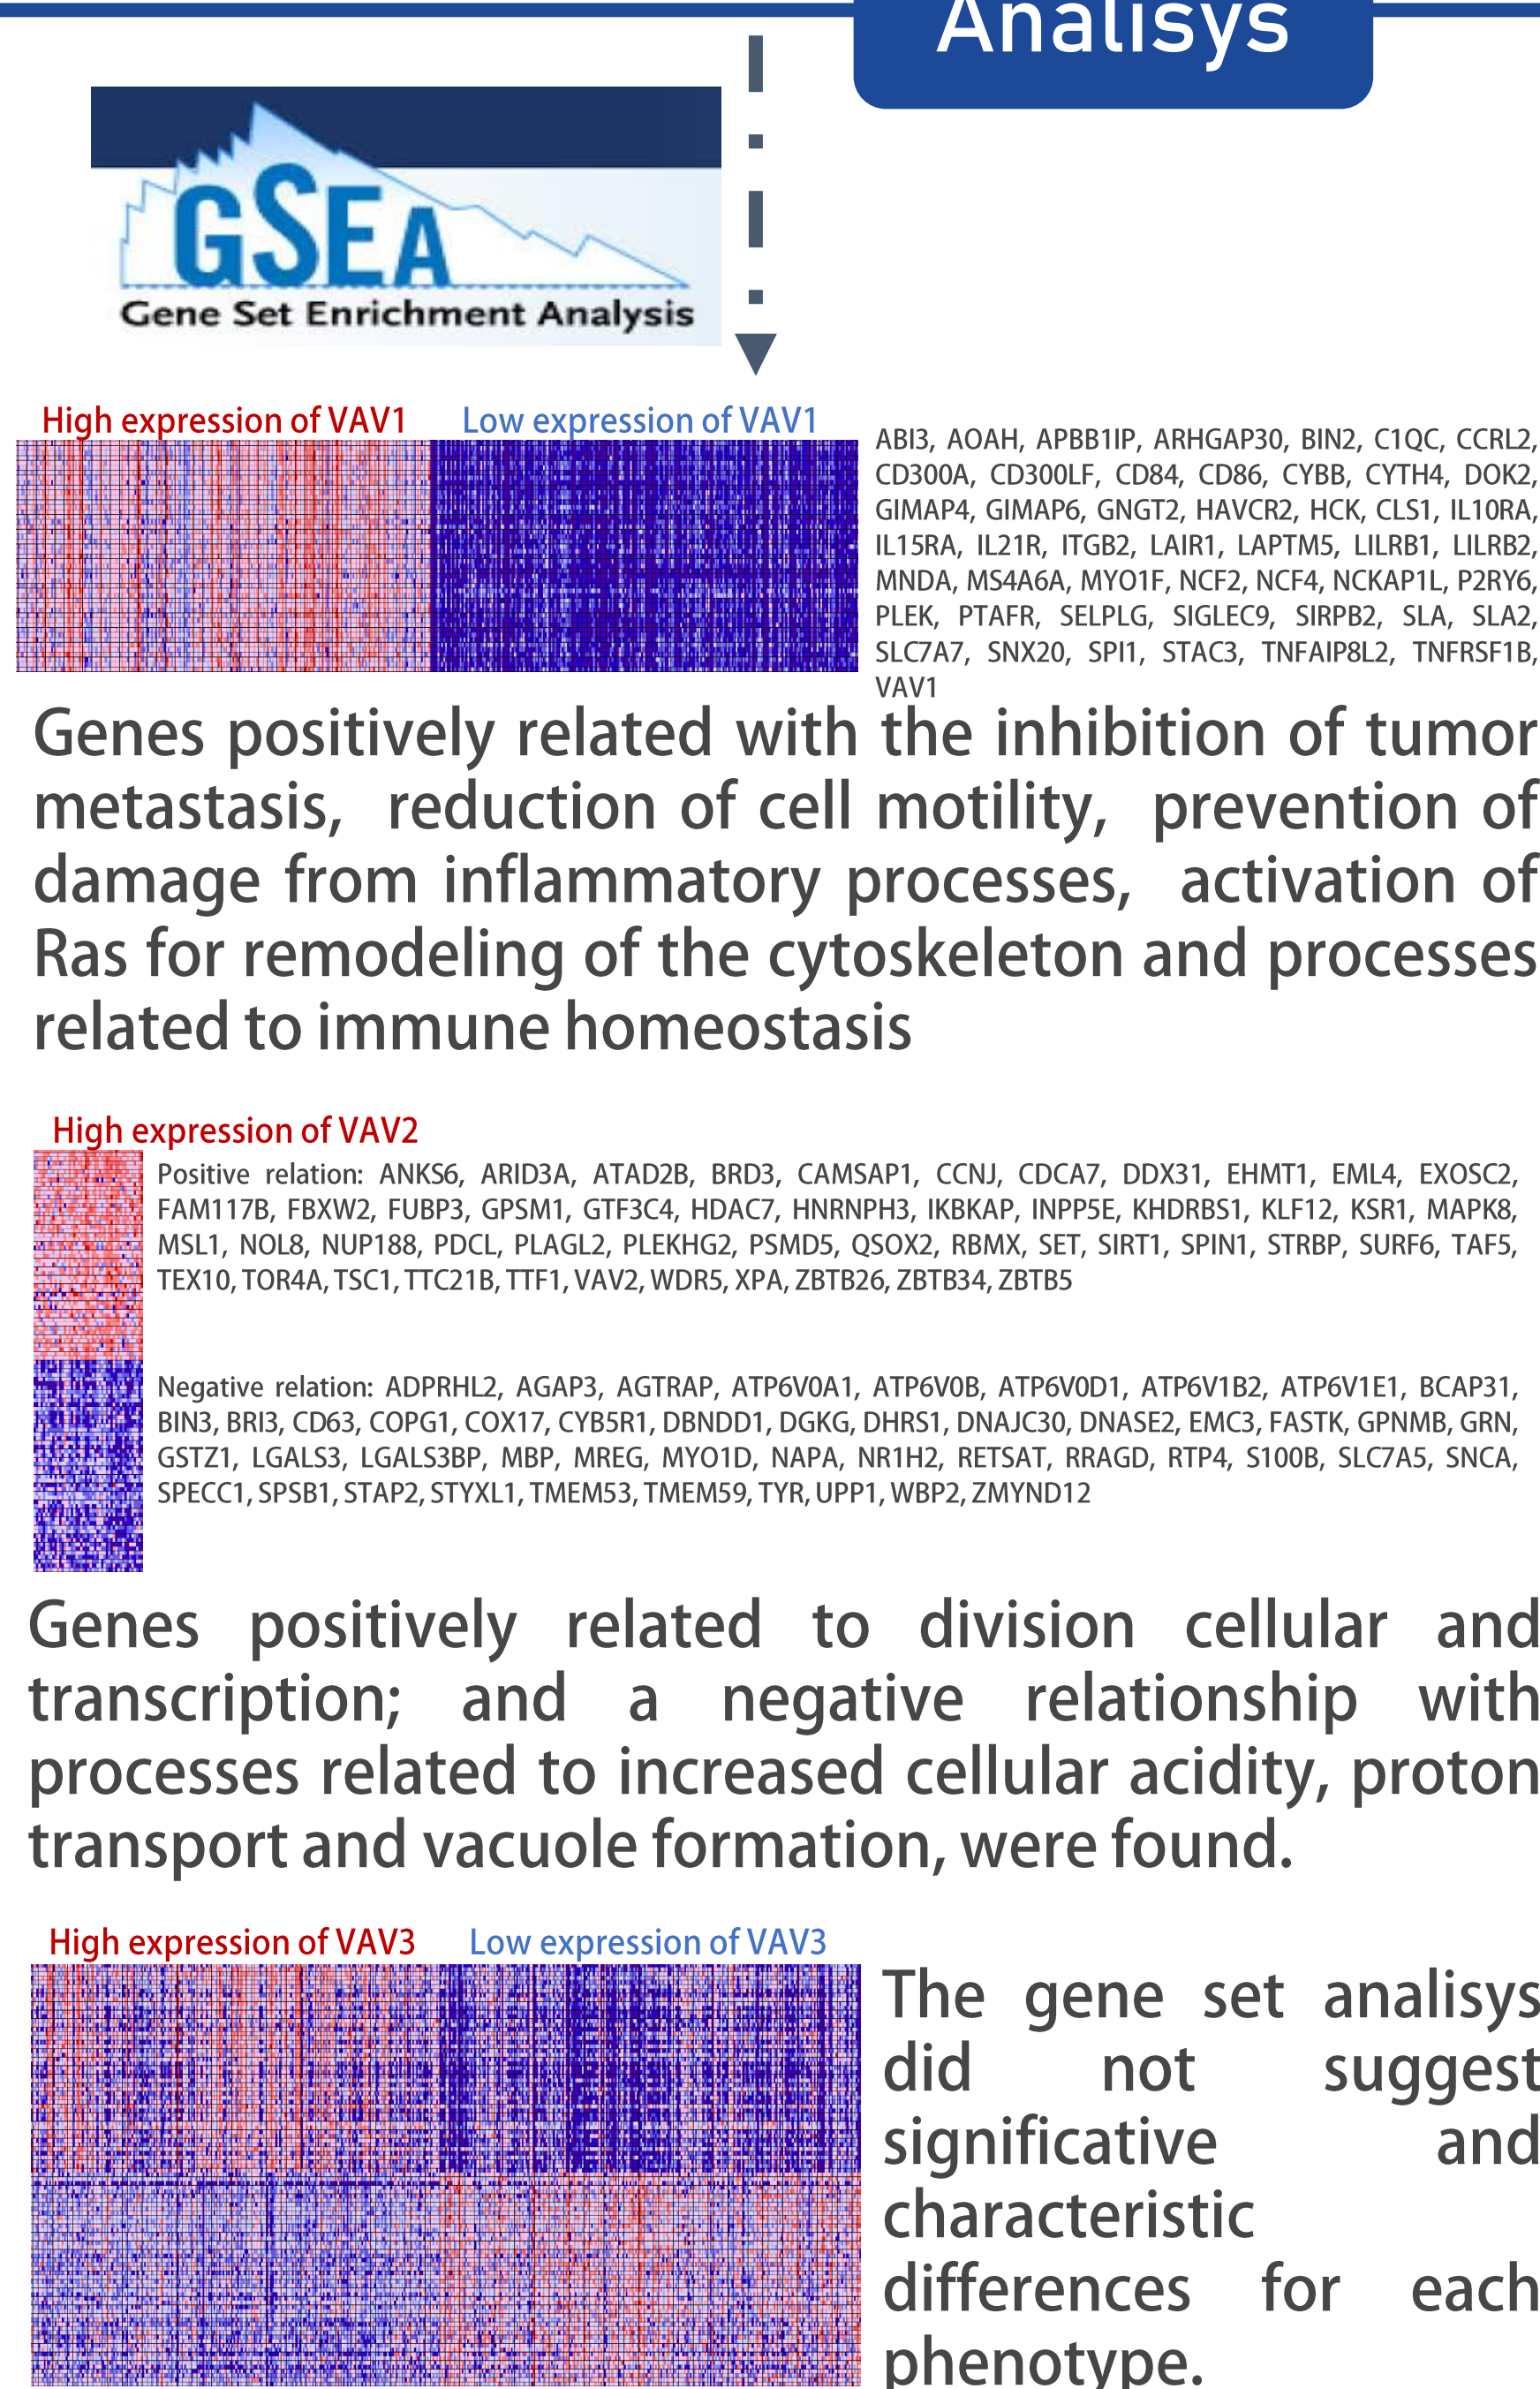 Analisys
GSEA
Gene Set Enrichment Analysis
High expression of VAV1
Low expression of VAV1
ABI3, AOAH, APBB1IP, ARHGAP30, BIN2, C1QC, CCRL2,
CD300A, CD300LF, CD84, CD86, CYBB, CYTH4, DOK2,
GIMAP4, GIMAP6, GNGT2, HAVCR2, HCK, CLS1, IL10RA,
IL15RA, IL21R, ITGB2, LAIR1, LAPTM5, LILRB1, LILRB2,
MNDA, MS4A6A, MYO1F, NCF2, NCF4, NCKAP1L, P2RY6,
PLEK, PTAFR, SELPLG, SIGLEC9, SIRPB2, SLA, SLA2,
SLC7A7, SNX20, SPI1, STAC3, TNFAIP8L2, TNFRSF1B,
VAV1
Genes positively related with the inhibition of tumor
metastasis, reduction of cell motility, prevention of
damage from inflammatory processes, activation of
Ras for remodeling of the cytoskeleton and processes
related to immune homeostasis
High expression of VAV2
Positive relation: ANKS6, ARID3A, ATAD2B, BRD3, CAMSAP1, CCNJ, CDCA7, DDX31, EHMT1, EML4, EXOSC2,
FAM117B, FBXW2, FUBP3, GPSM1, GTF3C4, HDAC7, HNRNPH3, IKBKAP, INPP5E, KHDRBS1, KLF12, KSR1, MAPK8,
MSL1, NOL8, NUP188, PDCL, PLAGL2, PLEKHG2, PSMD5, QSOX2, RBMX, SET, SIRT1, SPIN1, STRBP, SURF6, TAF5,
TEX10, TOR4A, TSC1, TTC21B, TTF1, VAV2, WDR5, XPA, ZBTB26, ZBTB34, ZBTB5
Negative relation: ADPRHL2, AGAP3, AGTRAP, ATP6V0A1, ATP6V0B, ATP6V0D1, ATP6V1B2, ATP6V1E1, BCAP31,
BIN3, BRI3, CD63, COPG1, COX17, CYB5R1, DBNDD1, DGKG, DHRS1, DNAJC30, DNASE2, EMC3, FASTK, GPNMB, GRN,
GSTZ1, LGALS3, LGALS3BP, MBP, MREG, MYO1D, NAPA, NR1H2, RETSAT, RRAGD, RTP4, S100B, SLC7A5, SNCA,
SPECC1, SPSB1, STAP2, STYXL1, TMEM53, TMEM59, TYR, UPP1, WBP2, ZMYND12
Genes positively related to division cellular and
transcription; and a negative relationship with
processes related to increased cellular acidity, proton
transport and vacuole formation, were found.
High expression of VAV3
Low expression of VAV3
The gene set analisys
did not suggest
significative and
characteristic
differences for each
phenotype.